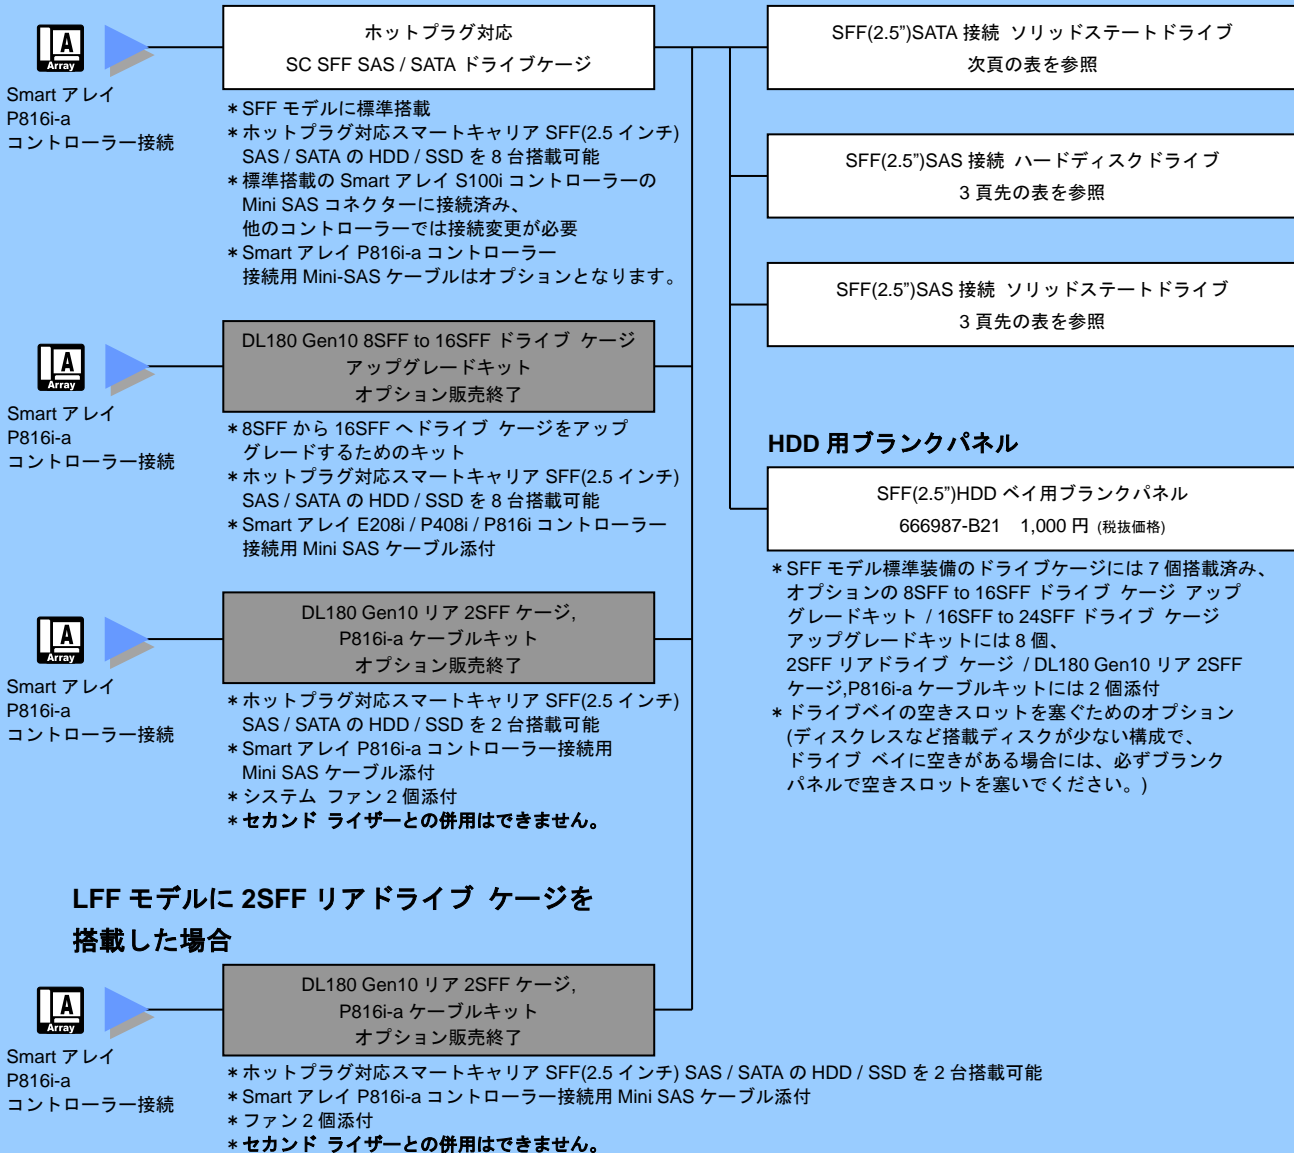 A
Array
Smart アレイ
P816i-a
コントローラー接続
ホットプラグ対応
SC SFF SAS / SATA ドライブケージ
＊SFF モデルに標準搭載
＊ホットプラグ対応スマートキャリア SFF(2.5 インチ)
SAS / SATA の HDD / SSD を 8 台搭載可能
＊標準搭載の Smart アレイ S100i コントローラーの
Mini SAS コネクターに接続済み、
他のコントローラーでは接続変更が必要
＊Smart アレイ P816i-a コントローラー
接続用 Mini-SAS ケーブルはオプションとなります。
A
Array
Smart アレイ
P816i-a
コントローラー接続
DL180 Gen10 8SFF to 16SFF ドライブ ケージ
アップグレードキット
オプション販売終了
＊8SFF から 16SFF へドライブ ケージをアップ
グレードするためのキット
＊ホットプラグ対応スマートキャリア SFF(2.5 インチ)
SAS / SATA の HDD / SSD を 8 台搭載可能
＊Smart アレイ E208i / P408i / P816i コントローラー
接続用 Mini SAS ケーブル添付
A
Array
Smart アレイ
P816i-a
コントローラー接続
DL180 Gen10 リア 2SFF ケージ,
P816i-a ケーブルキット
オプション販売終了
＊ホットプラグ対応スマートキャリア SFF(2.5 インチ)
SAS / SATA の HDD / SSD を 2 台搭載可能
＊Smart アレイ P816i-a コントローラー接続用
Mini SAS ケーブル添付
＊システム ファン 2 個添付
＊セカンド ライザーとの併用はできません。
SFF(2.5")SATA 接続 ソリッドステートドライブ
次頁の表を参照
SFF(2.5")SAS 接続 ハードディスクドライブ
3 頁先の表を参照
SFF(2.5")SAS 接続 ソリッドステートドライブ
3 頁先の表を参照
HDD 用ブランクパネル
SFF(2.5")HDD ベイ用ブランクパネル
666987-B21 1,000 円 (税抜価格)
＊SFF モデル標準装備のドライブケージには 7 個搭載済み、
オプションの 8SFF to 16SFF ドライブ ケージ アップ
グレードキット / 16SFF to 24SFF ドライブ ケージ
アップグレードキットには 8 個、
2SFF リアドライブ ケージ / DL180 Gen10 リア 2SFF
ケージ,P816i-a ケーブルキットには 2 個添付
＊ドライブベイの空きスロットを塞ぐためのオプション
(ディスクレスなど搭載ディスクが少ない構成で、
ドライブ ベイに空きがある場合には、必ずブランク
パネルで空きスロットを塞いでください。)
LFF モデルに 2SFF リアドライブ ケージを
搭載した場合
A
Array
Smart アレイ
P816i-a
コントローラー接続
DL180 Gen10 リア 2SFF ケージ,
P816i-a ケーブルキット
オプション販売終了
＊ホットプラグ対応スマートキャリア SFF(2.5 インチ) SAS / SATA の HDD / SSD を 2 台搭載可能
＊Smart アレイ P816i-a コントローラー接続用 Mini SAS ケーブル添付
＊ファン 2 個添付
＊セカンド ライザーとの併用はできません。